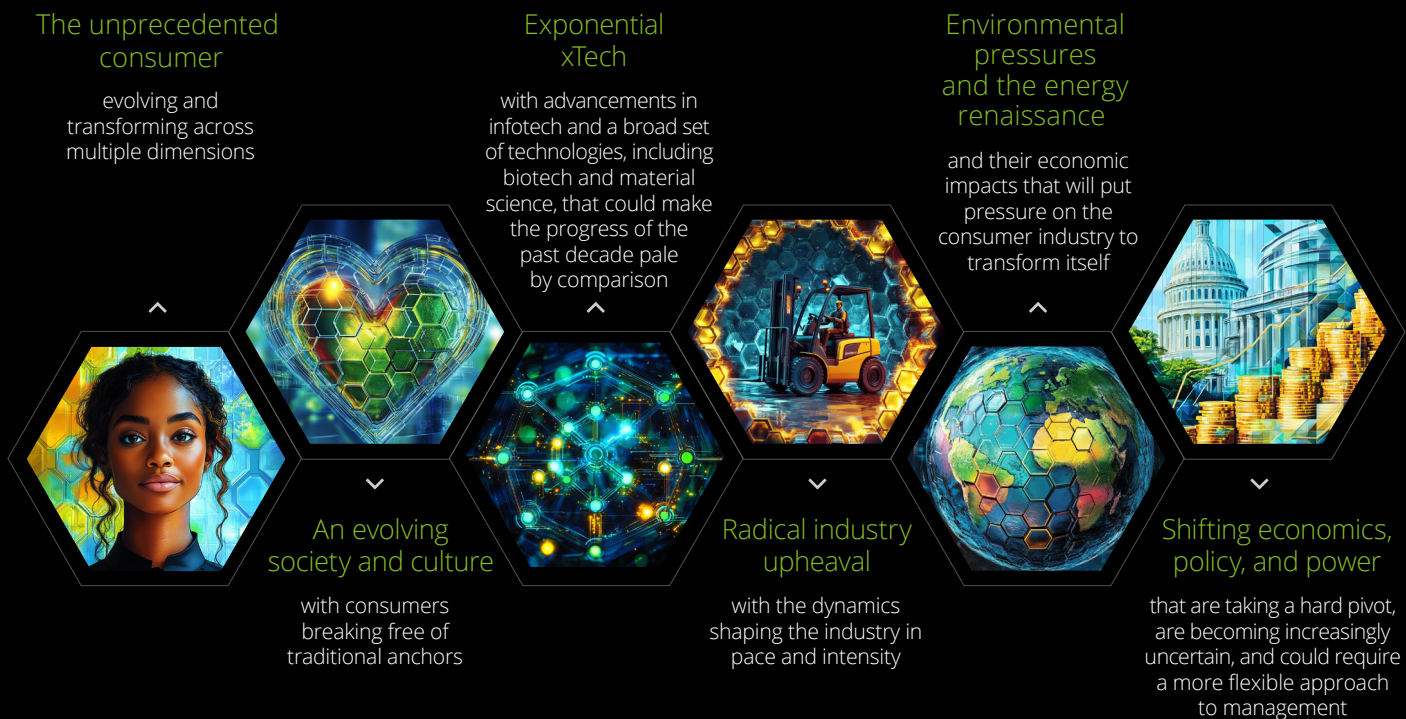 The unprecedented
consumer
evolving and
transforming across
multiple dimensions
An evolving
society and culture
with consumers
breaking free of
traditional anchors
Exponential
xTech
with advancements in
infotech and a broad set
of technologies, including
biotech and material
science, that could make
the progress of the
past decade pale
by comparison
Radical industry
upheaval
with the dynamics
shaping the industry in
pace and intensity
Environmental
pressures
and the energy
renaissance
and their economic
impacts that will put
pressure on the
consumer industry to
transform itself
Shifting economics,
policy, and power
that are taking a hard pivot,
are becoming increasingly
uncertain, and could require
a more flexible approach
to management